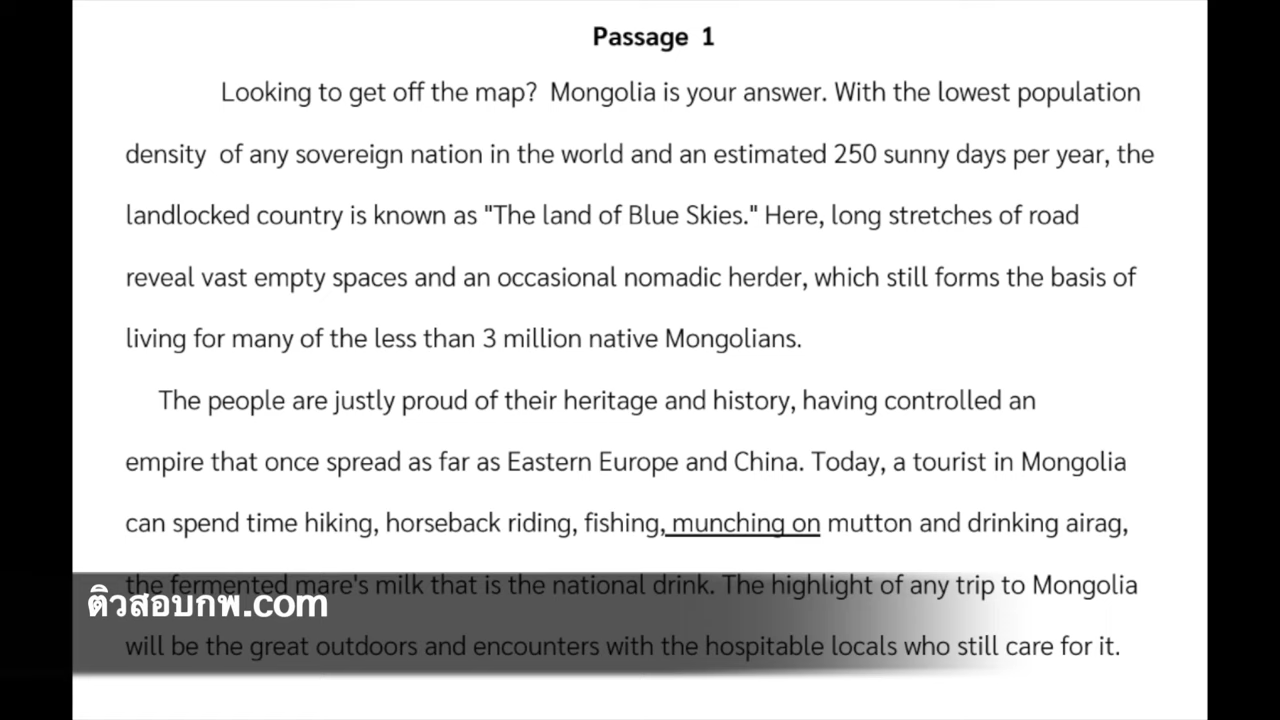 Passage 1
Looking to get off the map? Mongolia is your answer. With the lowest population
density of any sovereign nation in the world and an estimated 250 sunny days per year, the
landlocked country is known as "The land of Blue Skies." Here, long stretches of road
reveal vast empty spaces and an occasional nomadic herder, which still forms the basis of
living for many of the less than 3 million native Mongolians.
The people are justly proud of their heritage and history, having controlled an
empire that once spread as far as Eastern Europe and China. Today, a tourist in Mongolia
can spend time hiking, horseback riding, fishing, munching on mutton and drinking airag,
the fermented mare's milk that is the national drink. The highlight of any trip to Mongolia
ติวสอบกพ.com
will be the great outdoors and encounters with the hospitable locals who still care for it.